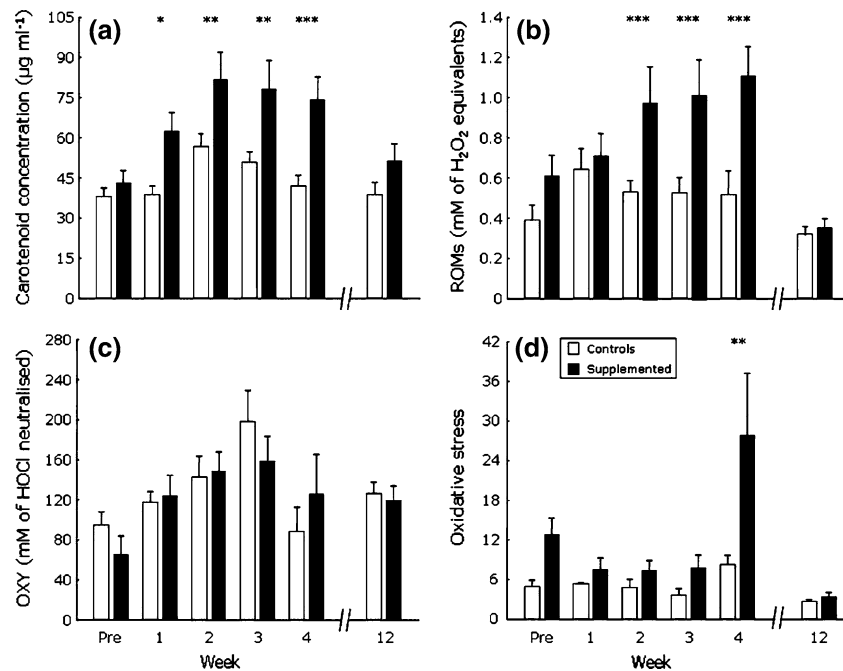 (a)
* ** ** ***
105
90
75
60
45
30
15
0
Carotenoid concentration (µg ml⁻¹)
(b)
*** *** ***
1.4
1.2
1.0
0.8
0.6
0.4
0.2
0
ROMs (mM of H₂O₂ equivalents)
(c)
280
240
200
160
120
80
40
0
OXY (mM of HOCl neutralised)
Pre 1 2 3 4 12
Week
(d)
**
Controls
Supplemented
42
36
30
24
18
12
6
0
Oxidative stress
Pre 1 2 3 4 12
Week